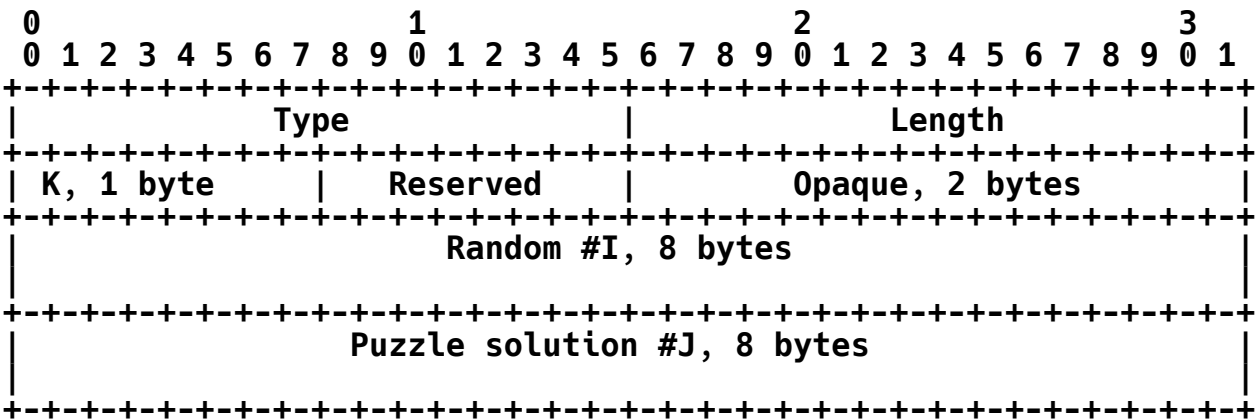 0                   1                   2                   3
 0 1 2 3 4 5 6 7 8 9 0 1 2 3 4 5 6 7 8 9 0 1 2 3 4 5 6 7 8 9 0 1
+-+-+-+-+-+-+-+-+-+-+-+-+-+-+-+-+-+-+-+-+-+-+-+-+-+-+-+-+-+-+-+-+
|             Type              |             Length            |
+-+-+-+-+-+-+-+-+-+-+-+-+-+-+-+-+-+-+-+-+-+-+-+-+-+-+-+-+-+-+-+-+
| K, 1 byte     |   Reserved    |        Opaque, 2 bytes        |
+-+-+-+-+-+-+-+-+-+-+-+-+-+-+-+-+-+-+-+-+-+-+-+-+-+-+-+-+-+-+-+-+
|                      Random #I, 8 bytes                       |
|                                                               |
+-+-+-+-+-+-+-+-+-+-+-+-+-+-+-+-+-+-+-+-+-+-+-+-+-+-+-+-+-+-+-+-+
|                 Puzzle solution #J, 8 bytes                   |
|                                                               |
+-+-+-+-+-+-+-+-+-+-+-+-+-+-+-+-+-+-+-+-+-+-+-+-+-+-+-+-+-+-+-+-+